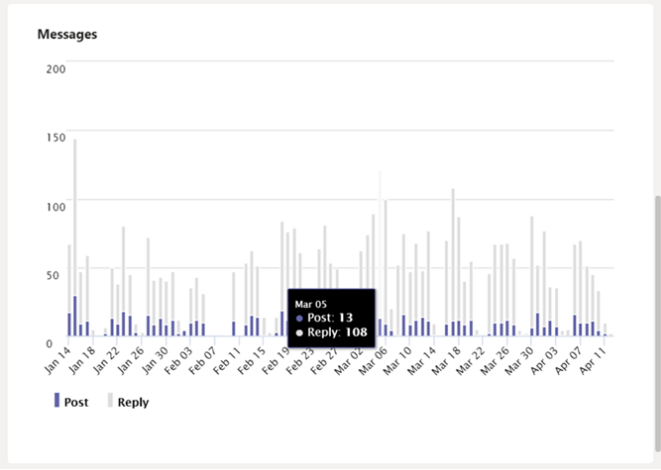 Messages
200
150
100
50
0
Mar 05
Post: 13
Reply: 108
Jan 14
Jan 18
Jan 22
Jan 26
Jan 30
Feb 03
Feb 07
Feb 11
Feb 15
Feb 19
Feb 23
Feb 27
Mar 02
Mar 06
Mar 10
Mar 14
Mar 18
Mar 22
Mar 26
Mar 30
Apr 03
Apr 07
Apr 11
Post
Reply